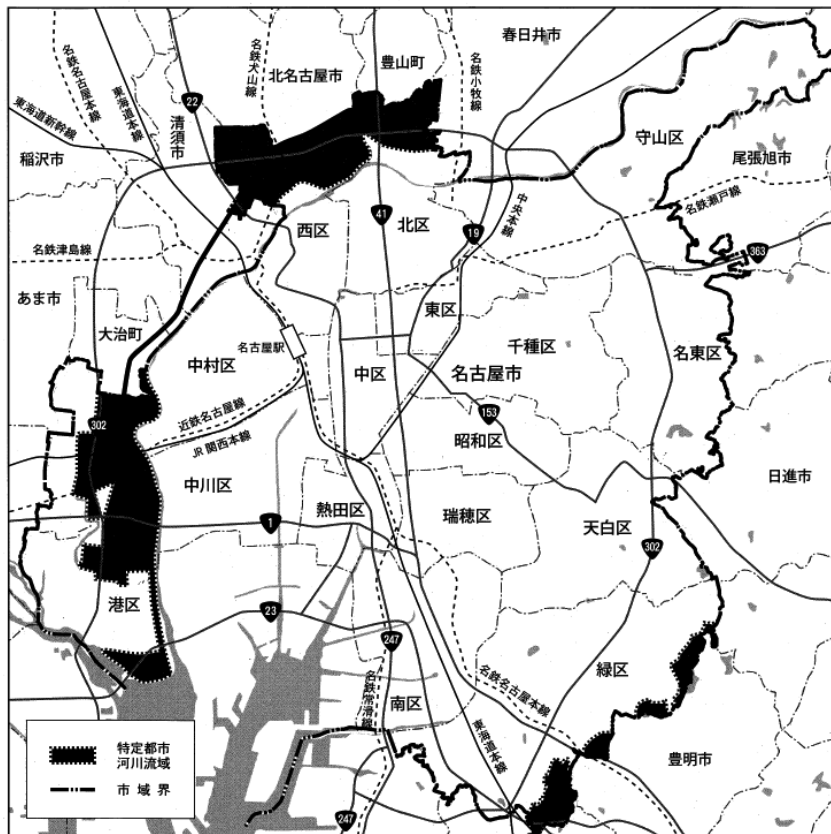 春日井市
豊山町
北名古屋市
名鉄小牧線
名鉄犬山線
名鉄名古屋本線
東海道本線
東海道新幹線
22
清須市
稲沢市
守山区
尾張旭市
中央本線
名鉄瀬戸線
西区
41
北区
19
363
名鉄津島線
あま市
大治町
東区
名古屋駅
千種区
名東区
中村区
中区
名古屋市
近鉄名古屋線
302
153
JR関西本線
昭和区
日進市
中川区
熱田区
瑞穂区
天白区
1
302
港区
23
247
緑区
名鉄名古屋本線
名鉄常滑線
南区
東海道本線
豊明市
特定都市
河川流域
市域界
247